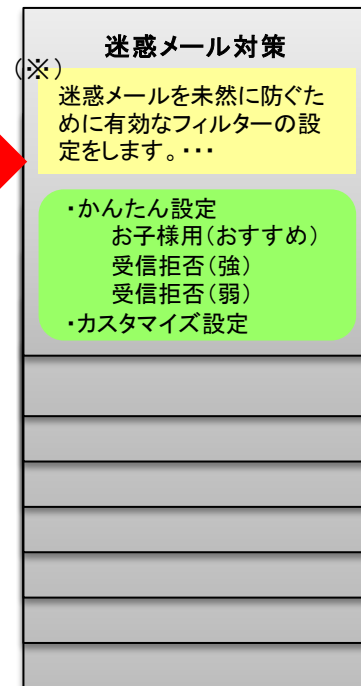 迷惑メール対策
(※)
迷惑メールを未然に防ぐた
めに有効なフィルターの設
定をします。・・・
・かんたん設定
お子様用(おすすめ)
受信拒否(強)
受信拒否(弱)
・カスタマイズ設定